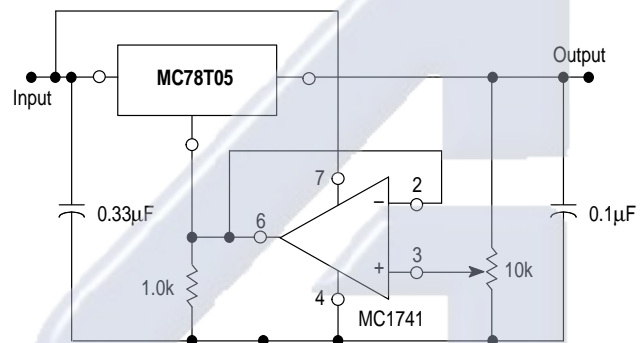 MC78T05
Output
Input
7
2
−
0.33µF
6
0.1µF
3
+
10k
1.0k
4
MC1741